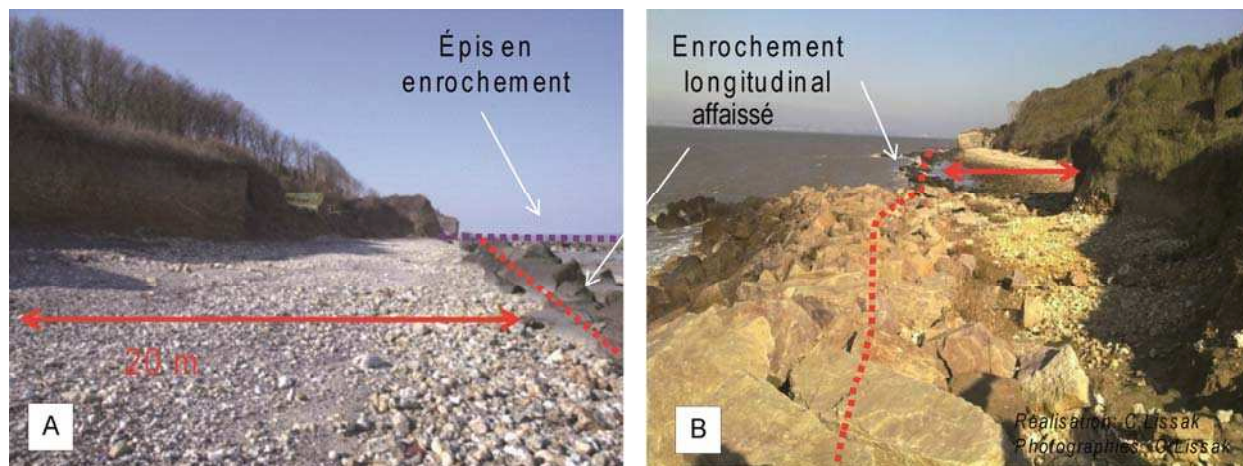 Épis en
enrochement
20 m
A
Enrochement
longitudinal
affaissé
B
Réalisation: C.Lissak
Photographies: C.Lissak